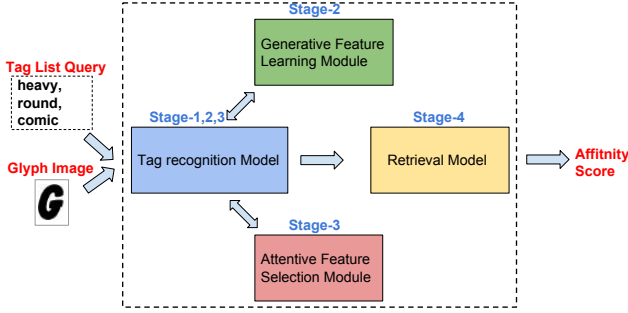 Stage-2
Generative Feature
Learning Module
Tag List Query
heavy,
round,
comic
Stage-1,2,3
Tag recognition Model
Stage-4
Retrieval Model
Affitnity
Score
Glyph Image
G
Stage-3
Attentive Feature
Selection Module